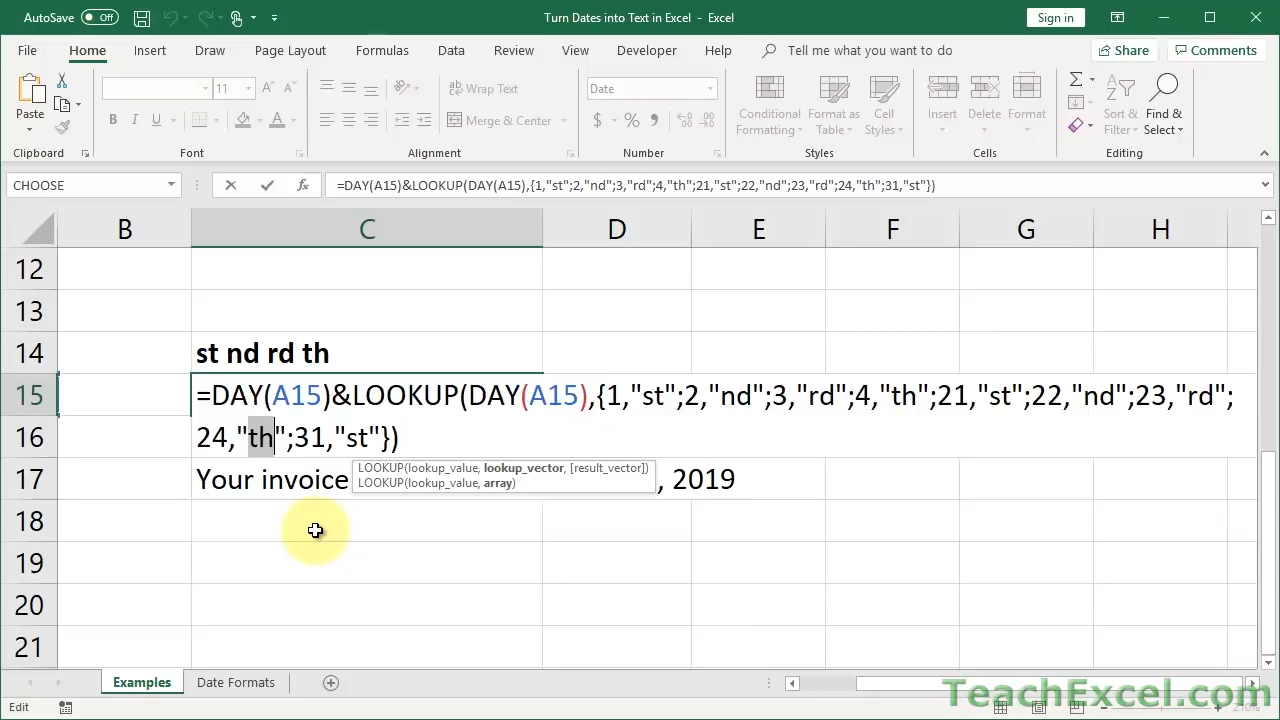 AutoSave Off
Turn Dates into Text in Excel - Excel
Sign in
File Home Insert Draw Page Layout Formulas Data Review View Developer Help Tell me what you want to do Share Comments
Paste
11
Wrap Text
Merge & Center
Date
Conditional Formatting
Format as Table
Cell Styles
Insert
Delete
Format
Sort & Filter
Find & Select
Clipboard Font Alignment Number Styles Cells Editing
CHOOSE
=DAY(A15)&LOOKUP(DAY(A15),{1,"st";2,"nd";3,"rd";4,"th";21,"st";22,"nd";23,"rd";24,"th";31,"st"})
B C D E F G H
12
13
14 st nd rd th
15 =DAY(A15)&LOOKUP(DAY(A15),{1,"st";2,"nd";3,"rd";4,"th";21,"st";22,"nd";23,"rd";
16 24,"th";31,"st"})
LOOKUP(lookup_value, lookup_vector, [result_vector])
LOOKUP(lookup_value, array)
17 Your invoice , 2019
18
19
20
21
Examples Date Formats
TeachExcel.com
Edit
210%